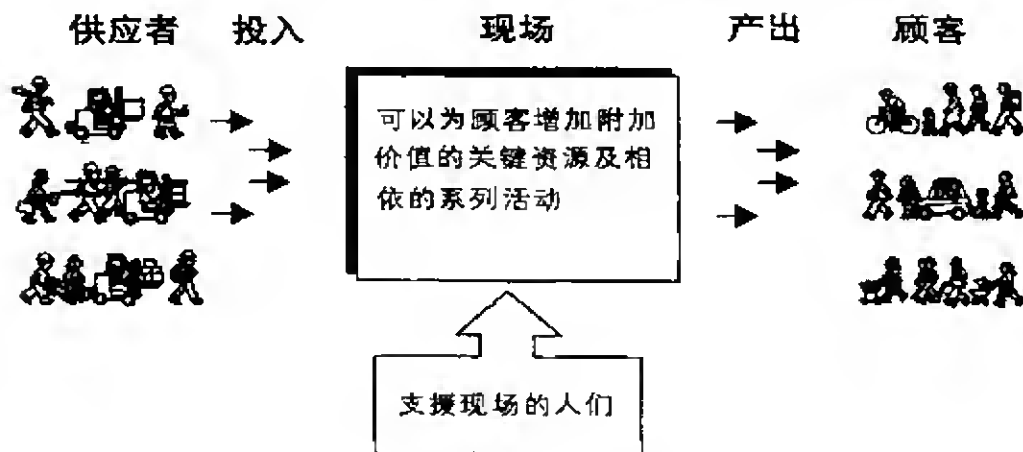 供应者 投入 现场 产出 顾客
可以为顾客增加附加
价值的关键资源及相
依的系列活动
支援现场的人们